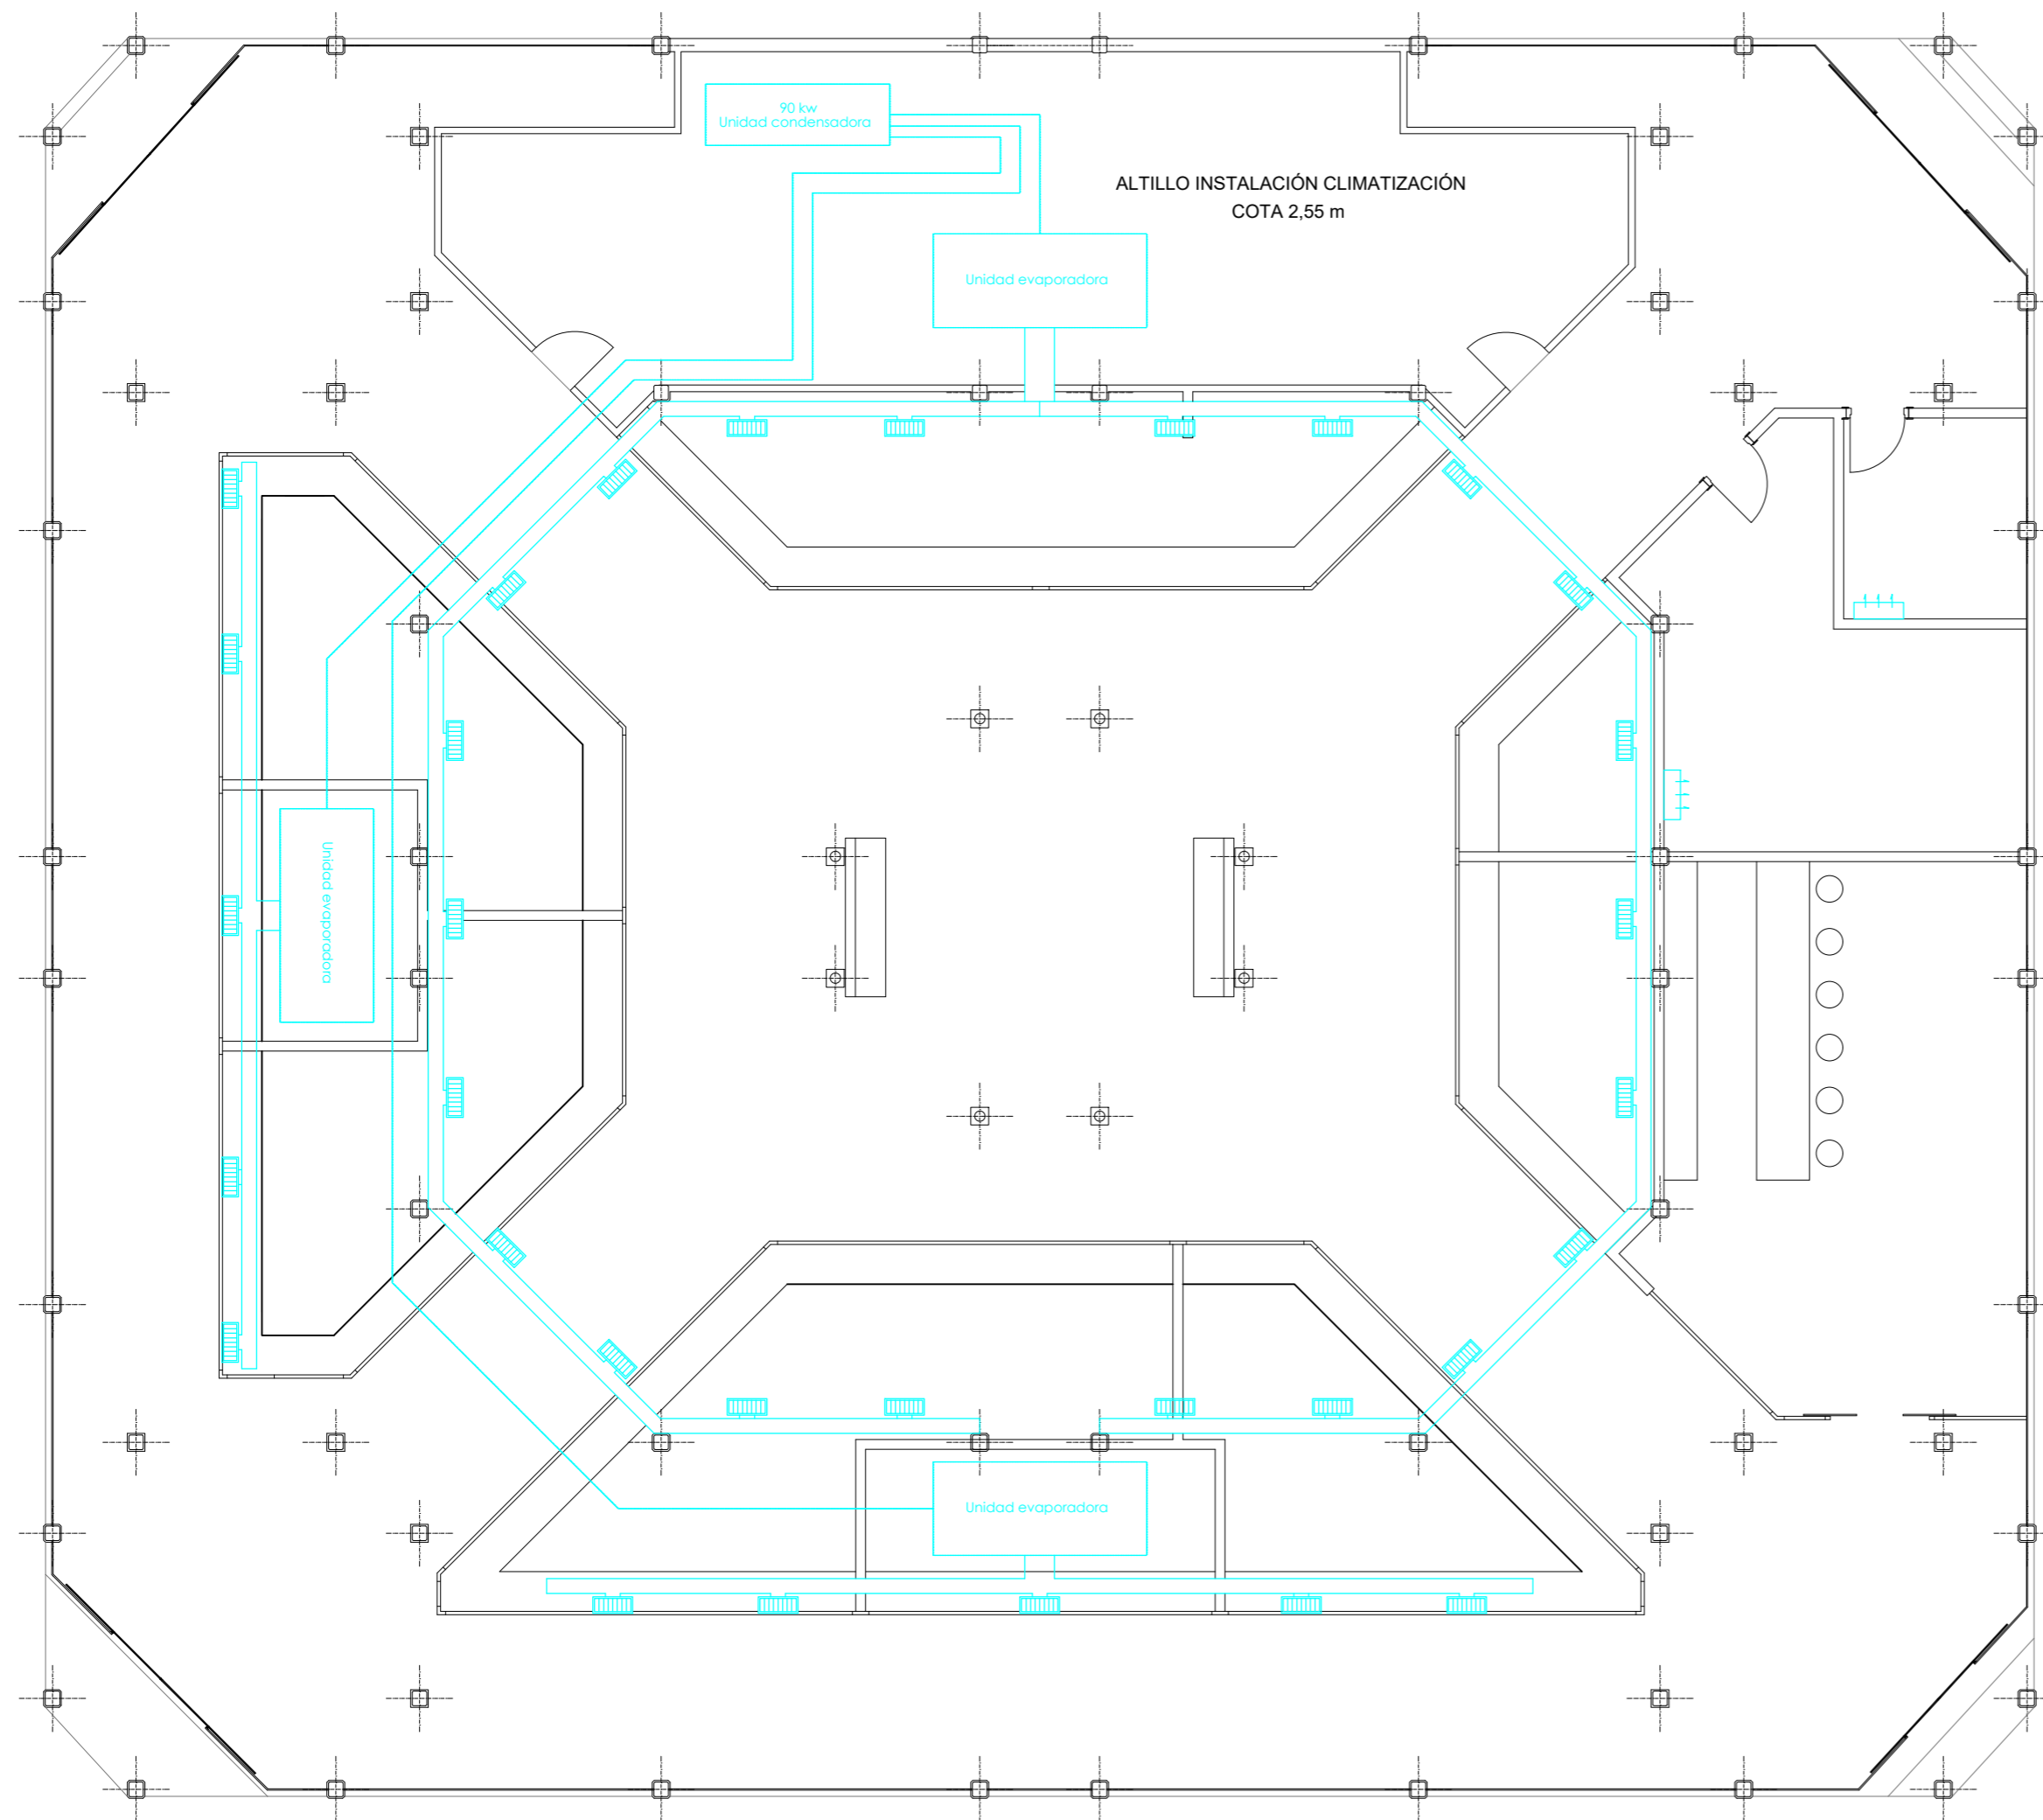 90 kw
Unidad condensadora
ALTILLO INSTALACIÓN CLIMATIZACIÓN
COTA 2,55 m
Unidad evaporadora
Unidad evaporadora
Unidad evaporadora